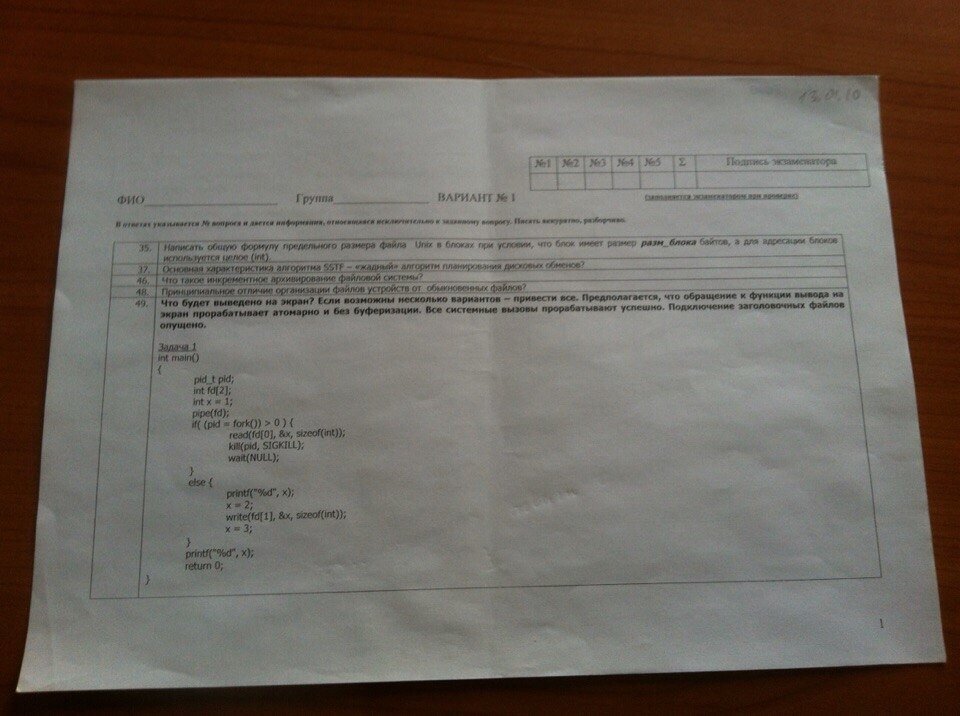 13.01.10
№1 №2 №3 №4 №5 Σ Подпись экзаменатора
ФИО____________________ Группа____________ ВАРИАНТ № 1 (заполняется экзаменатором при проверке)
В ответах указывается № вопроса и дается информация, относящаяся исключительно к заданному вопросу. Писать аккуратно, разборчиво.
35. Написать общую формулу предельного размера файла Unix в блоках при условии, что блок имеет размер разм_блока байтов, а для адресации блоков
используется целое (int).
37. Основная характеристика алгоритма SSTF – «жадный» алгоритм планирования дисковых обменов?
46. Что такое инкрементное архивирование файловой системы?
48. Принципиальное отличие организации файлов устройств от обыкновенных файлов?
49. Что будет выведено на экран? Если возможны несколько вариантов – привести все. Предполагается, что обращение к функции вывода на
экран прорабатывает атомарно и без буферизации. Все системные вызовы прорабатывают успешно. Подключение заголовочных файлов
опущено.
Задача 1
int main()
{
pid_t pid;
int fd[2];
int x = 1;
pipe(fd);
if( (pid = fork()) > 0 ) {
read(fd[0], &x, sizeof(int));
kill(pid, SIGKILL);
wait(NULL);
}
else {
printf("%d", x);
x = 2;
write(fd[1], &x, sizeof(int));
x = 3;
}
printf("%d", x);
return 0;
}
1